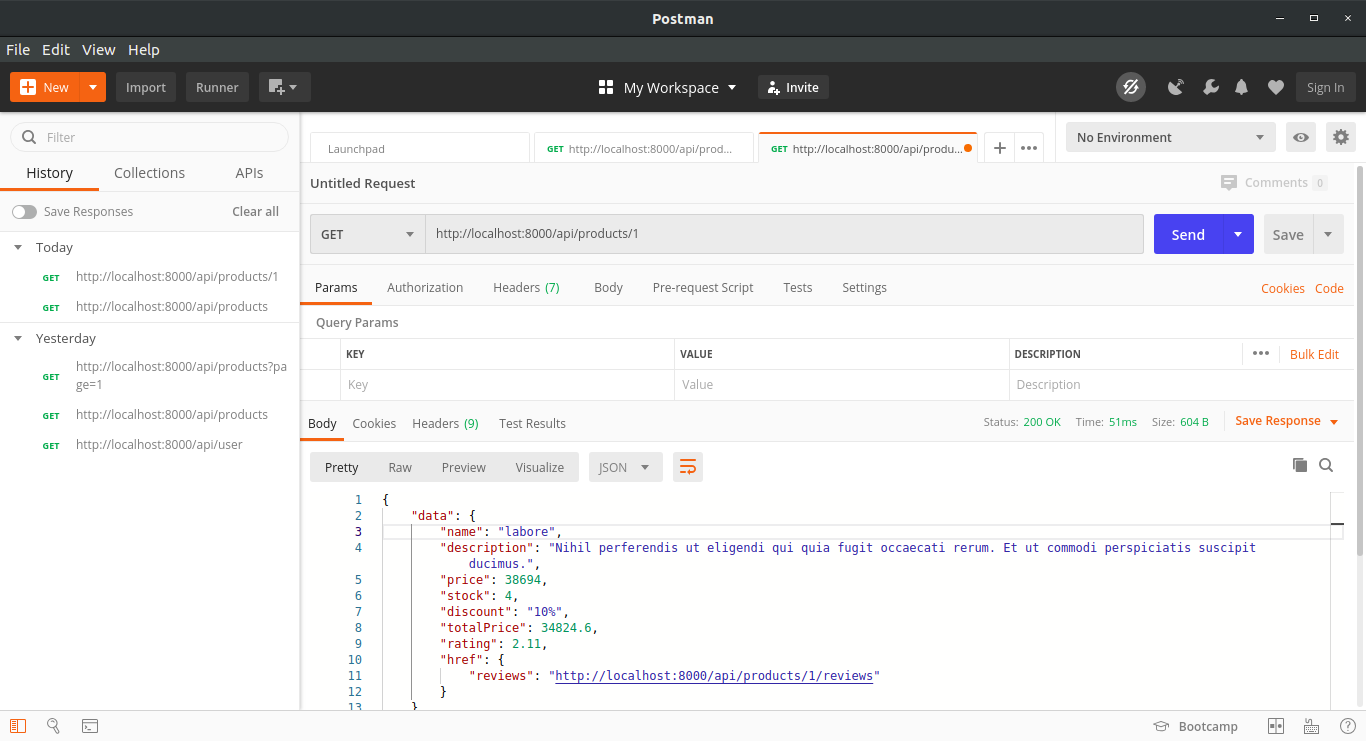 Postman
File Edit View Help
New Import Runner My Workspace Invite Sign In
Filter
History Collections APIs
Save Responses Clear all
Today
GET http://localhost:8000/api/products/1
GET http://localhost:8000/api/products
Yesterday
GET http://localhost:8000/api/products?pa
ge=1
GET http://localhost:8000/api/products
GET http://localhost:8000/api/user
Launchpad GET http://localhost:8000/api/prod... GET http://localhost:8000/api/produ... + ••• No Environment
Untitled Request Comments 0
GET http://localhost:8000/api/products/1 Send Save
Params Authorization Headers (7) Body Pre-request Script Tests Settings Cookies Code
Query Params
KEY VALUE DESCRIPTION ••• Bulk Edit
Key Value Description
Body Cookies Headers (9) Test Results Status: 200 OK Time: 51ms Size: 604 B Save Response
Pretty Raw Preview Visualize JSON
1 {
2 "data": {
3 "name": "labore",
4 "description": "Nihil perferendis ut eligendi qui quia fugit occaecati rerum. Et ut commodi perspiciatis suscipit
ducimus.",
5 "price": 38694,
6 "stock": 4,
7 "discount": "10%",
8 "totalPrice": 34824.6,
9 "rating": 2.11,
10 "href": {
11 "reviews": "http://localhost:8000/api/products/1/reviews"
12 }
13 }
Bootcamp